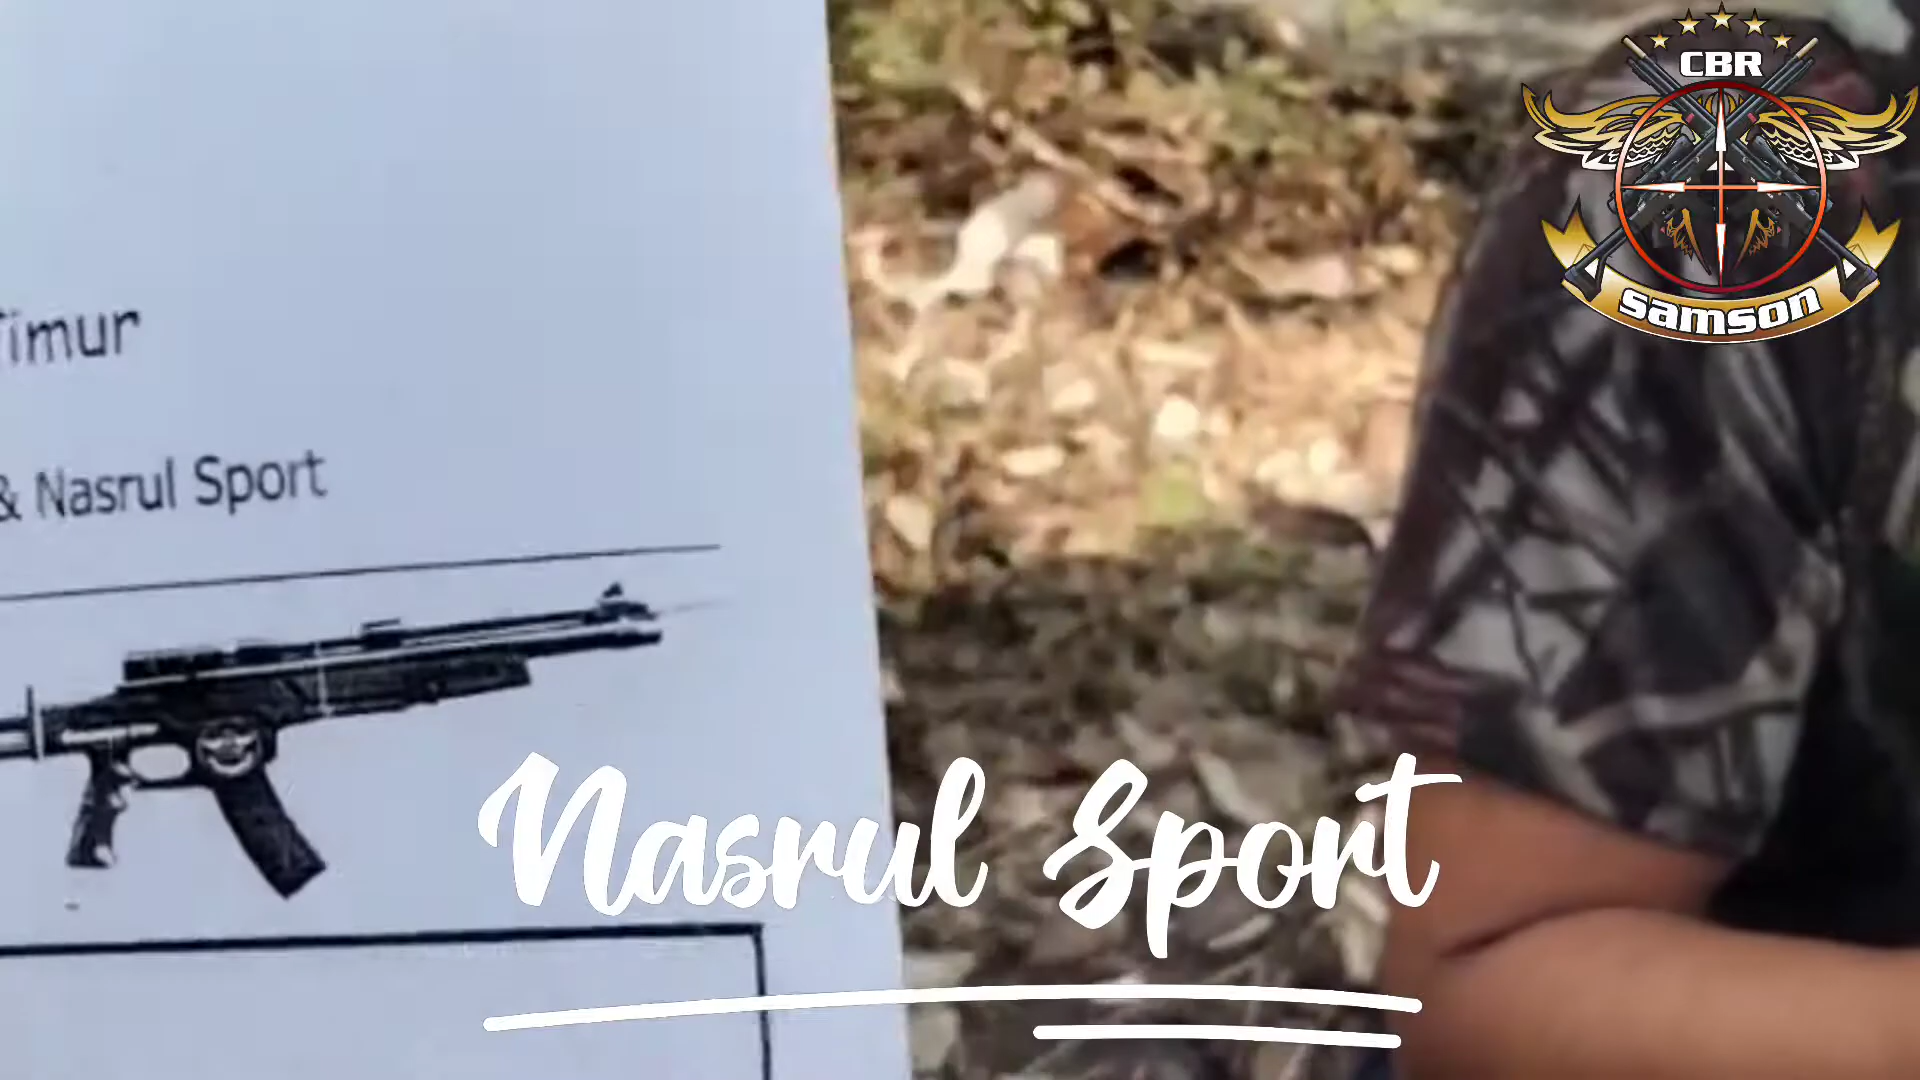 CBR
samson
Timur
& Nasrul Sport
Nasrul Sport